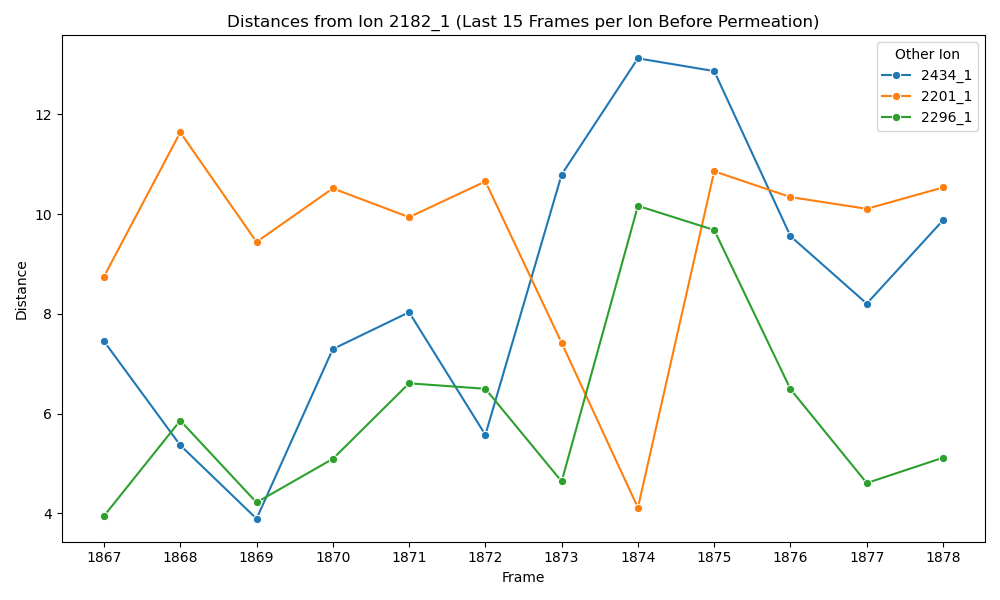 Distances from Ion 2182_1 (Last 15 Frames per Ion Before Permeation)
Other Ion
2434_1
2201_1
2296_1
Distance
12
10
8
6
4
1867 1868 1869 1870 1871 1872 1873 1874 1875 1876 1877 1878
Frame